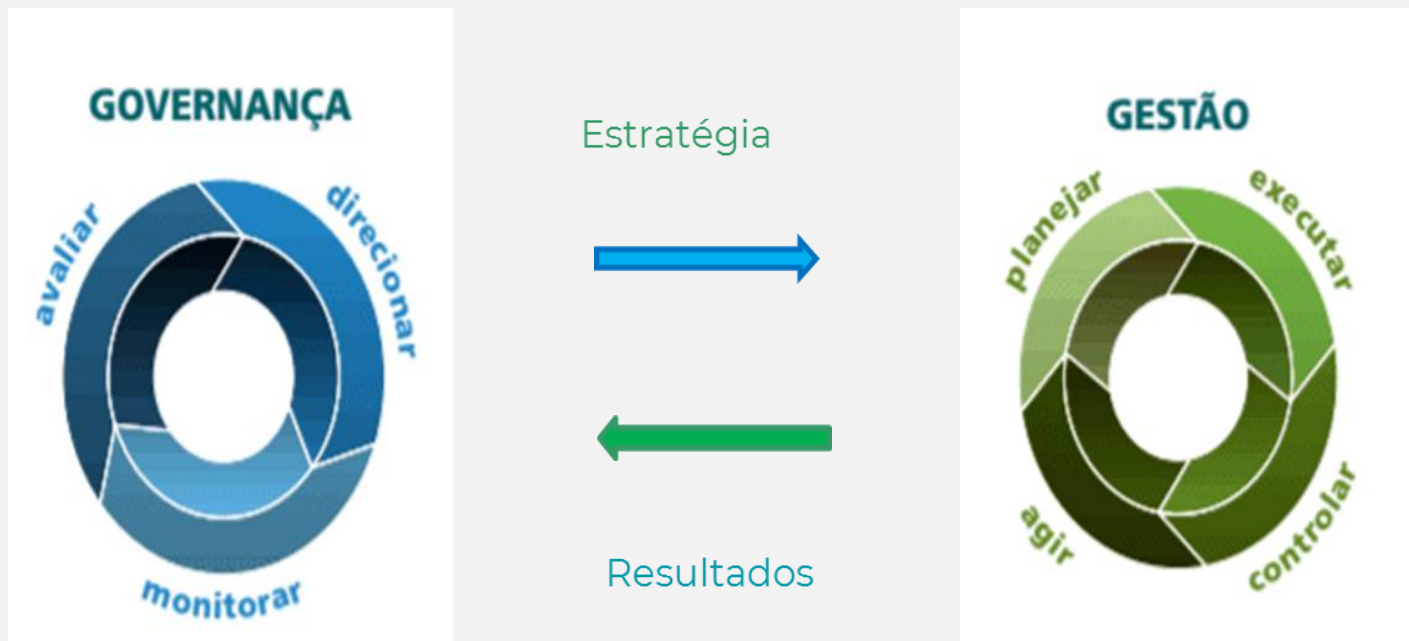 GOVERNANÇA
avaliar
direcionar
monitorar
Estratégia
Resultados
GESTÃO
planejar
executar
agir
controlar